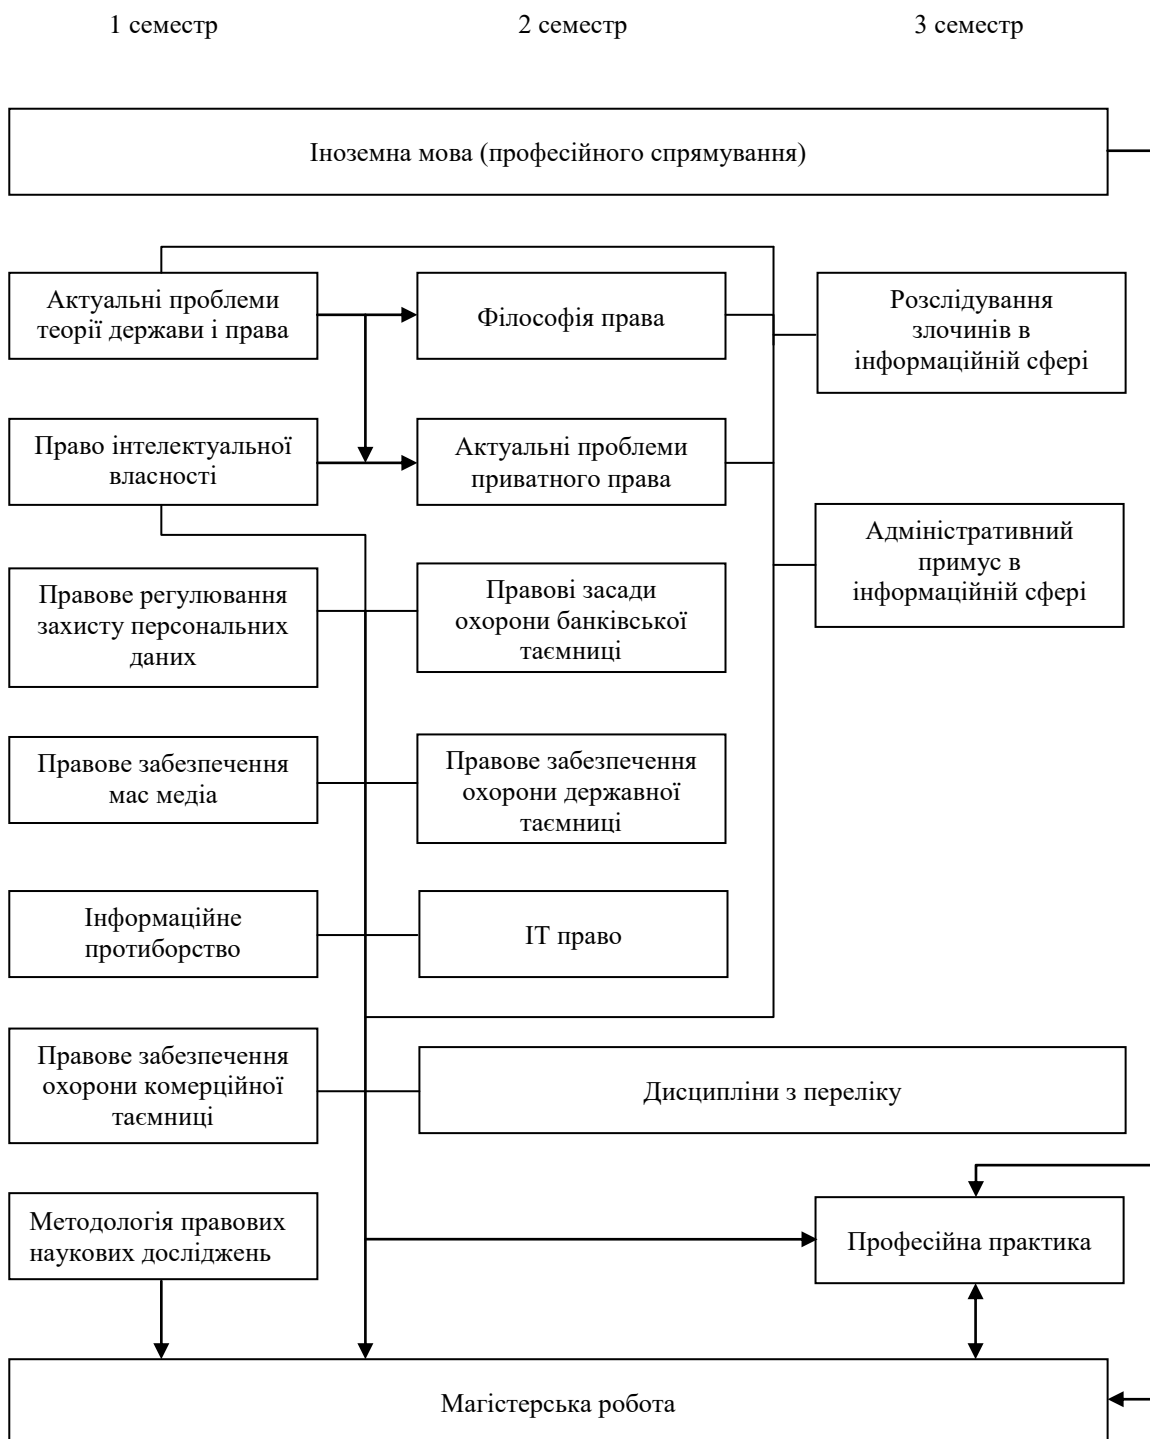 1 семестр
2 семестр
3 семестр
Іноземна мова (професійного спрямування)
Актуальні проблеми
теорії держави і права
Філософія права
Розслідування
злочинів в
інформаційній сфері
Право інтелектуальної
власності
Актуальні проблеми
приватного права
Адміністративний
примус в
інформаційній сфері
Правове регулювання
захисту персональних
даних
Правові засади
охорони банківської
таємниці
Правове забезпечення
мас медіа
Правове забезпечення
охорони державної
таємниці
Інформаційне
протиборство
ІТ право
Правове забезпечення
охорони комерційної
таємниці
Дисципліни з переліку
Методологія правових
наукових досліджень
Професійна практика
Магістерська робота